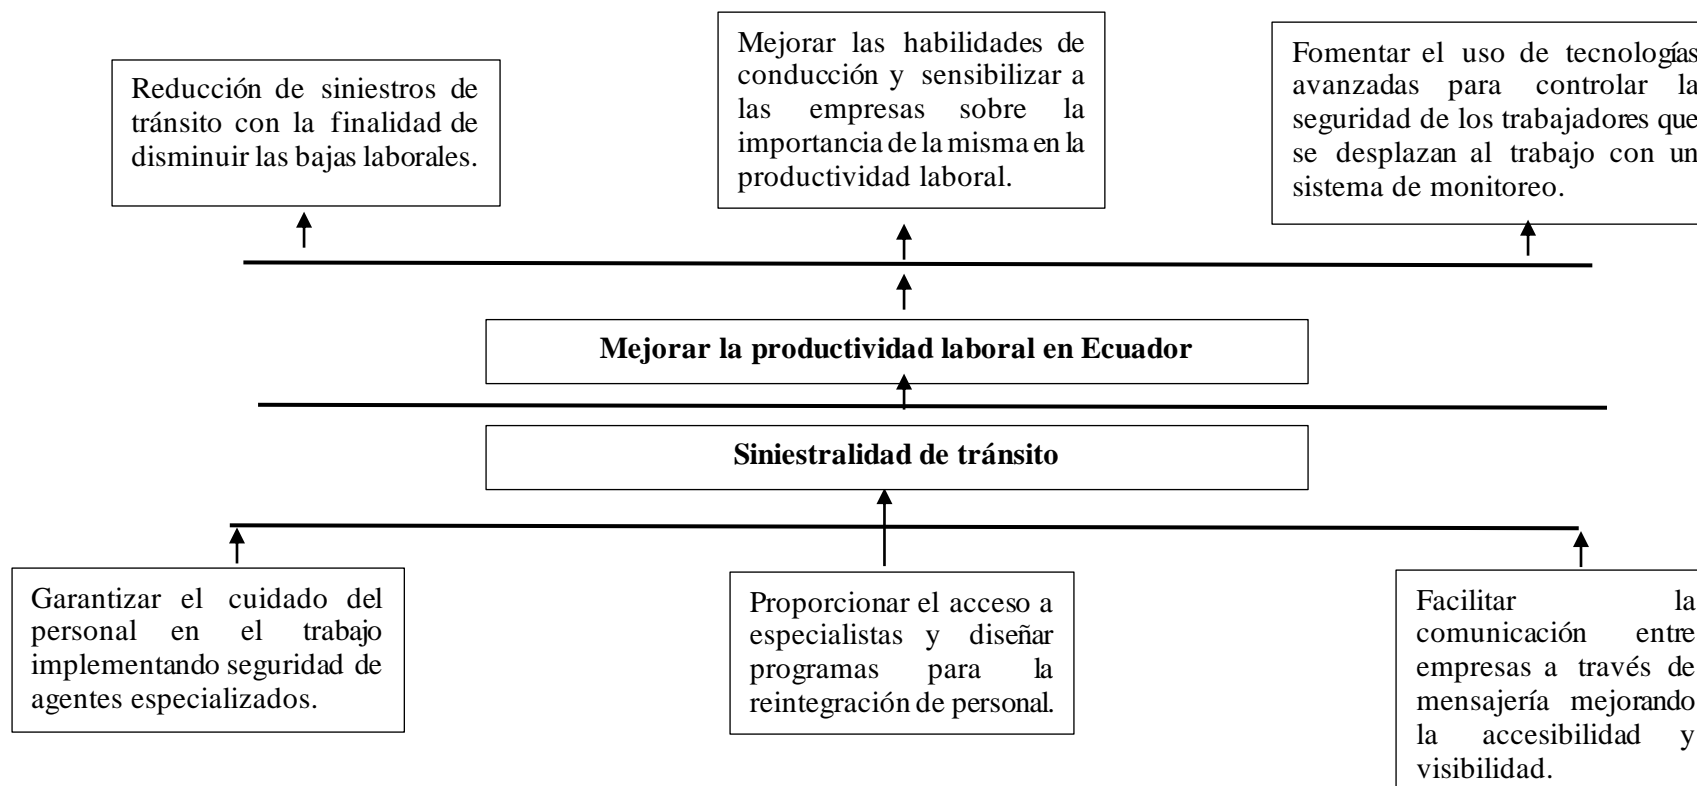 Reducción de siniestros de
tránsito con la finalidad de
disminuir las bajas laborales.
Mejorar las habilidades de
conducción y sensibilizar a
las empresas sobre la
importancia de la misma en la
productividad laboral.
Fomentar el uso de tecnologías
avanzadas para controlar la
seguridad de los trabajadores que
se desplazan al trabajo con un
sistema de monitoreo.
Mejorar la productividad laboral en Ecuador
Siniestralidad de tránsito
Garantizar el cuidado del
personal en el trabajo
implementando seguridad de
agentes especializados.
Proporcionar el acceso a
especialistas y diseñar
programas para la
reintegración de personal.
Facilitar la
comunicación entre
empresas a través de
mensajería mejorando
la accesibilidad y
visibilidad.